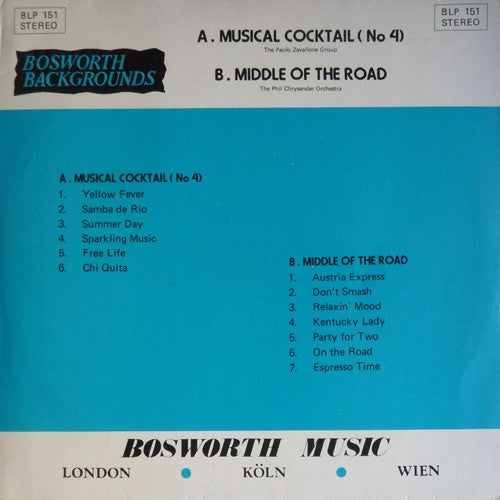 BLP 151
STEREO
BLP 151
STEREO
BOSWORTH
BACKGROUNDS
A. MUSICAL COCKTAIL (No 4)
The Paolo Zavallone Group
B. MIDDLE OF THE ROAD
The Phil Chrysander Orchestra
A. MUSICAL COCKTAIL (No 4)
1. Yellow Fever
2. Samba de Rio
3. Summer Day
4. Sparkling Music
5. Free Life
6. Chi Quita
B. MIDDLE OF THE ROAD
1. Austria Express
2. Don't Smash
3. Relaxin' Mood
4. Kentucky Lady
5. Party for Two
6. On the Road
7. Espresso Time
BOSWORTH MUSIC
LONDON • KÖLN • WIEN